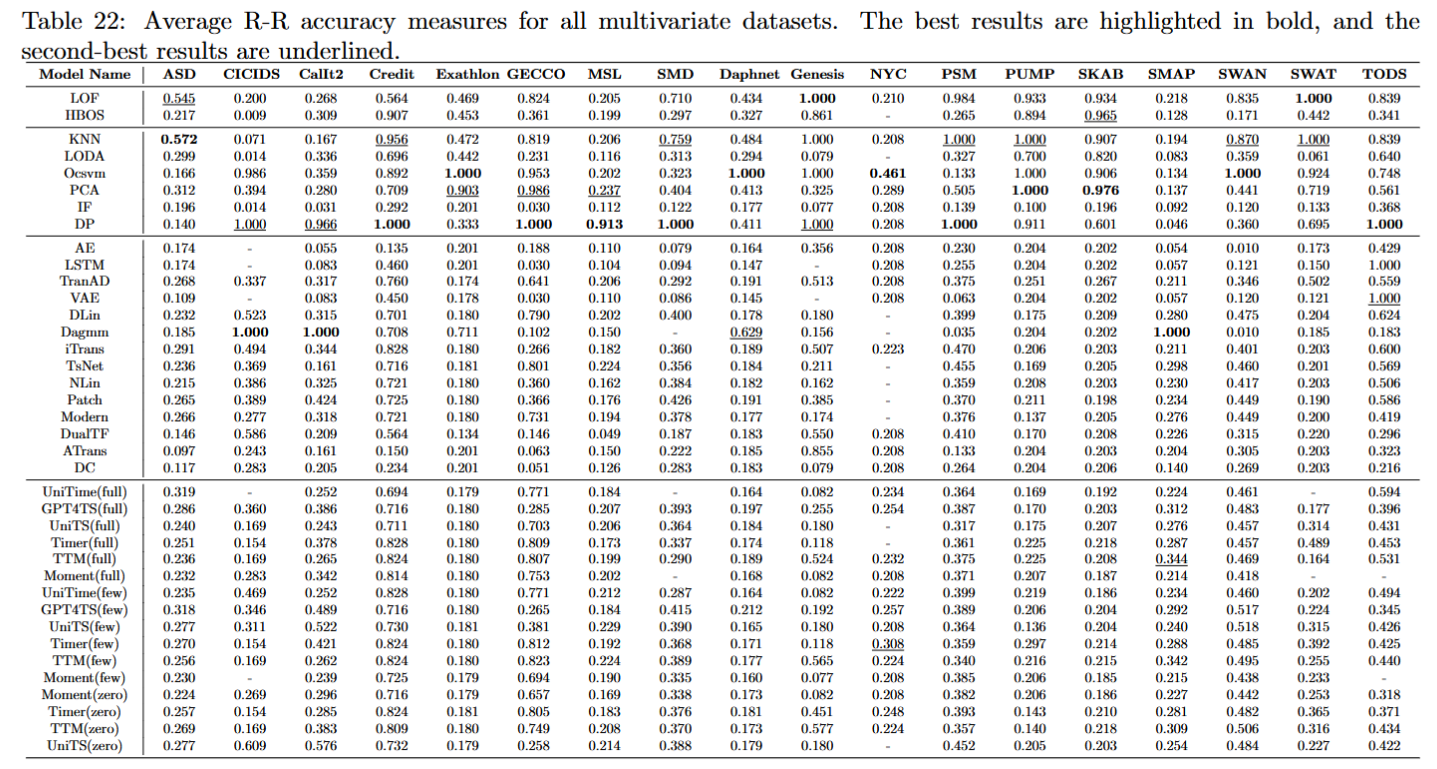 Table 22: Average R-R accuracy measures for all multivariate datasets. The best results are highlighted in bold, and the
second-best results are underlined.
Model Name ASD CICIDS CalIt2 Credit Exathlon GECCO MSL SMD Daphnet Genesis NYC PSM PUMP SKAB SMAP SWAN SWAT TODS
LOF 0.545 0.200 0.268 0.564 0.469 0.824 0.205 0.710 0.434 1.000 0.210 0.984 0.933 0.934 0.218 0.835 1.000 0.839
HBOS 0.217 0.009 0.309 0.907 0.453 0.361 0.199 0.297 0.327 0.861 - 0.265 0.894 0.965 0.128 0.171 0.442 0.341
KNN 0.572 0.071 0.167 0.956 0.472 0.819 0.206 0.759 0.484 1.000 0.208 1.000 1.000 0.907 0.194 0.870 1.000 0.839
LODA 0.299 0.014 0.336 0.696 0.442 0.231 0.116 0.313 0.294 0.079 - 0.327 0.700 0.820 0.083 0.359 0.061 0.640
Ocsvm 0.166 0.986 0.359 0.892 1.000 0.953 0.202 0.323 1.000 1.000 0.461 0.133 1.000 0.906 0.134 1.000 0.924 0.748
PCA 0.312 0.394 0.280 0.709 0.903 0.986 0.237 0.404 0.413 0.325 0.289 0.505 1.000 0.976 0.137 0.441 0.719 0.561
IF 0.196 0.014 0.031 0.292 0.201 0.030 0.112 0.122 0.177 0.077 0.208 0.139 0.100 0.196 0.092 0.120 0.133 0.368
DP 0.140 1.000 0.966 1.000 0.333 1.000 0.913 1.000 0.411 1.000 0.208 1.000 0.911 0.601 0.046 0.360 0.695 1.000
AE 0.174 - 0.055 0.135 0.201 0.188 0.110 0.079 0.164 0.356 0.208 0.230 0.204 0.202 0.054 0.010 0.173 0.429
LSTM 0.174 - 0.083 0.460 0.201 0.030 0.104 0.094 0.147 - 0.208 0.255 0.204 0.202 0.057 0.121 0.150 1.000
TranAD 0.268 0.337 0.317 0.760 0.174 0.641 0.206 0.292 0.191 0.513 0.208 0.375 0.251 0.267 0.211 0.346 0.502 0.559
VAE 0.109 - 0.083 0.450 0.178 0.030 0.110 0.086 0.145 - 0.208 0.063 0.204 0.202 0.057 0.120 0.121 1.000
DLin 0.232 0.523 0.315 0.701 0.180 0.790 0.202 0.400 0.178 0.180 - 0.399 0.175 0.209 0.280 0.475 0.204 0.624
Dagmm 0.185 1.000 1.000 0.708 0.711 0.102 0.150 - 0.629 0.156 - 0.035 0.204 0.202 1.000 0.010 0.185 0.183
iTrans 0.291 0.494 0.344 0.828 0.180 0.266 0.182 0.360 0.189 0.507 0.223 0.470 0.206 0.203 0.211 0.401 0.203 0.600
TsNet 0.236 0.369 0.161 0.716 0.181 0.801 0.224 0.356 0.184 0.211 - 0.455 0.169 0.205 0.298 0.460 0.201 0.569
NLin 0.215 0.386 0.325 0.721 0.180 0.360 0.162 0.384 0.182 0.162 - 0.359 0.208 0.203 0.230 0.417 0.203 0.506
Patch 0.265 0.389 0.424 0.725 0.180 0.366 0.176 0.426 0.191 0.385 - 0.370 0.211 0.198 0.234 0.449 0.190 0.586
Modern 0.266 0.277 0.318 0.721 0.180 0.731 0.194 0.378 0.177 0.174 - 0.376 0.137 0.205 0.276 0.449 0.200 0.419
DualTF 0.146 0.586 0.209 0.564 0.134 0.146 0.049 0.187 0.183 0.550 0.208 0.410 0.170 0.208 0.226 0.315 0.220 0.296
ATrans 0.097 0.243 0.161 0.150 0.201 0.063 0.150 0.222 0.185 0.855 0.208 0.133 0.204 0.203 0.204 0.305 0.203 0.323
DC 0.117 0.283 0.205 0.234 0.201 0.051 0.126 0.283 0.183 0.079 0.208 0.264 0.204 0.206 0.140 0.269 0.203 0.216
UniTime(full) 0.319 - 0.252 0.694 0.179 0.771 0.184 - 0.164 0.082 0.234 0.364 0.169 0.192 0.224 0.461 - 0.594
GPT4TS(full) 0.286 0.360 0.386 0.716 0.180 0.285 0.207 0.393 0.197 0.255 0.254 0.387 0.170 0.203 0.312 0.483 0.177 0.396
UniTS(full) 0.240 0.169 0.243 0.711 0.180 0.703 0.206 0.364 0.184 0.180 - 0.317 0.175 0.207 0.276 0.457 0.314 0.431
Timer(full) 0.251 0.154 0.378 0.828 0.180 0.809 0.173 0.337 0.174 0.118 - 0.361 0.225 0.218 0.287 0.457 0.489 0.453
TTM(full) 0.236 0.169 0.265 0.824 0.180 0.807 0.199 0.290 0.189 0.524 0.232 0.375 0.225 0.208 0.344 0.469 0.164 0.531
Moment(full) 0.232 0.283 0.342 0.814 0.180 0.753 0.202 - 0.168 0.082 0.208 0.371 0.207 0.187 0.214 0.418 - -
UniTime(few) 0.235 0.469 0.252 0.828 0.180 0.771 0.212 0.287 0.164 0.082 0.222 0.399 0.219 0.186 0.234 0.460 0.202 0.494
GPT4TS(few) 0.318 0.346 0.489 0.716 0.180 0.265 0.184 0.415 0.212 0.192 0.257 0.389 0.206 0.204 0.292 0.517 0.224 0.345
UniTS(few) 0.277 0.311 0.522 0.730 0.181 0.381 0.229 0.390 0.165 0.180 - 0.364 0.136 0.204 0.240 0.518 0.315 0.426
Timer(few) 0.270 0.154 0.421 0.824 0.180 0.812 0.192 0.368 0.171 0.118 0.308 0.359 0.297 0.214 0.288 0.485 0.392 0.425
TTM(few) 0.256 0.169 0.262 0.824 0.180 0.823 0.224 0.389 0.177 0.565 0.224 0.340 0.216 0.215 0.342 0.495 0.255 0.440
Moment(few) 0.230 - 0.239 0.725 0.179 0.694 0.190 0.335 0.160 0.077 0.208 0.385 0.206 0.185 0.215 0.438 0.233 -
Moment(zero) 0.224 0.269 0.296 0.716 0.179 0.657 0.169 0.338 0.173 0.082 0.208 0.382 0.206 0.186 0.227 0.442 0.253 0.318
Timer(zero) 0.257 0.154 0.285 0.824 0.181 0.805 0.183 0.376 0.181 0.451 0.248 0.393 0.143 0.210 0.281 0.482 0.365 0.371
TTM(zero) 0.269 0.169 0.383 0.809 0.180 0.749 0.208 0.370 0.173 0.577 0.224 0.357 0.140 0.218 0.309 0.506 0.316 0.434
UniTS(zero) 0.277 0.609 0.576 0.732 0.179 0.258 0.214 0.388 0.179 0.180 - 0.452 0.205 0.203 0.254 0.484 0.227 0.422